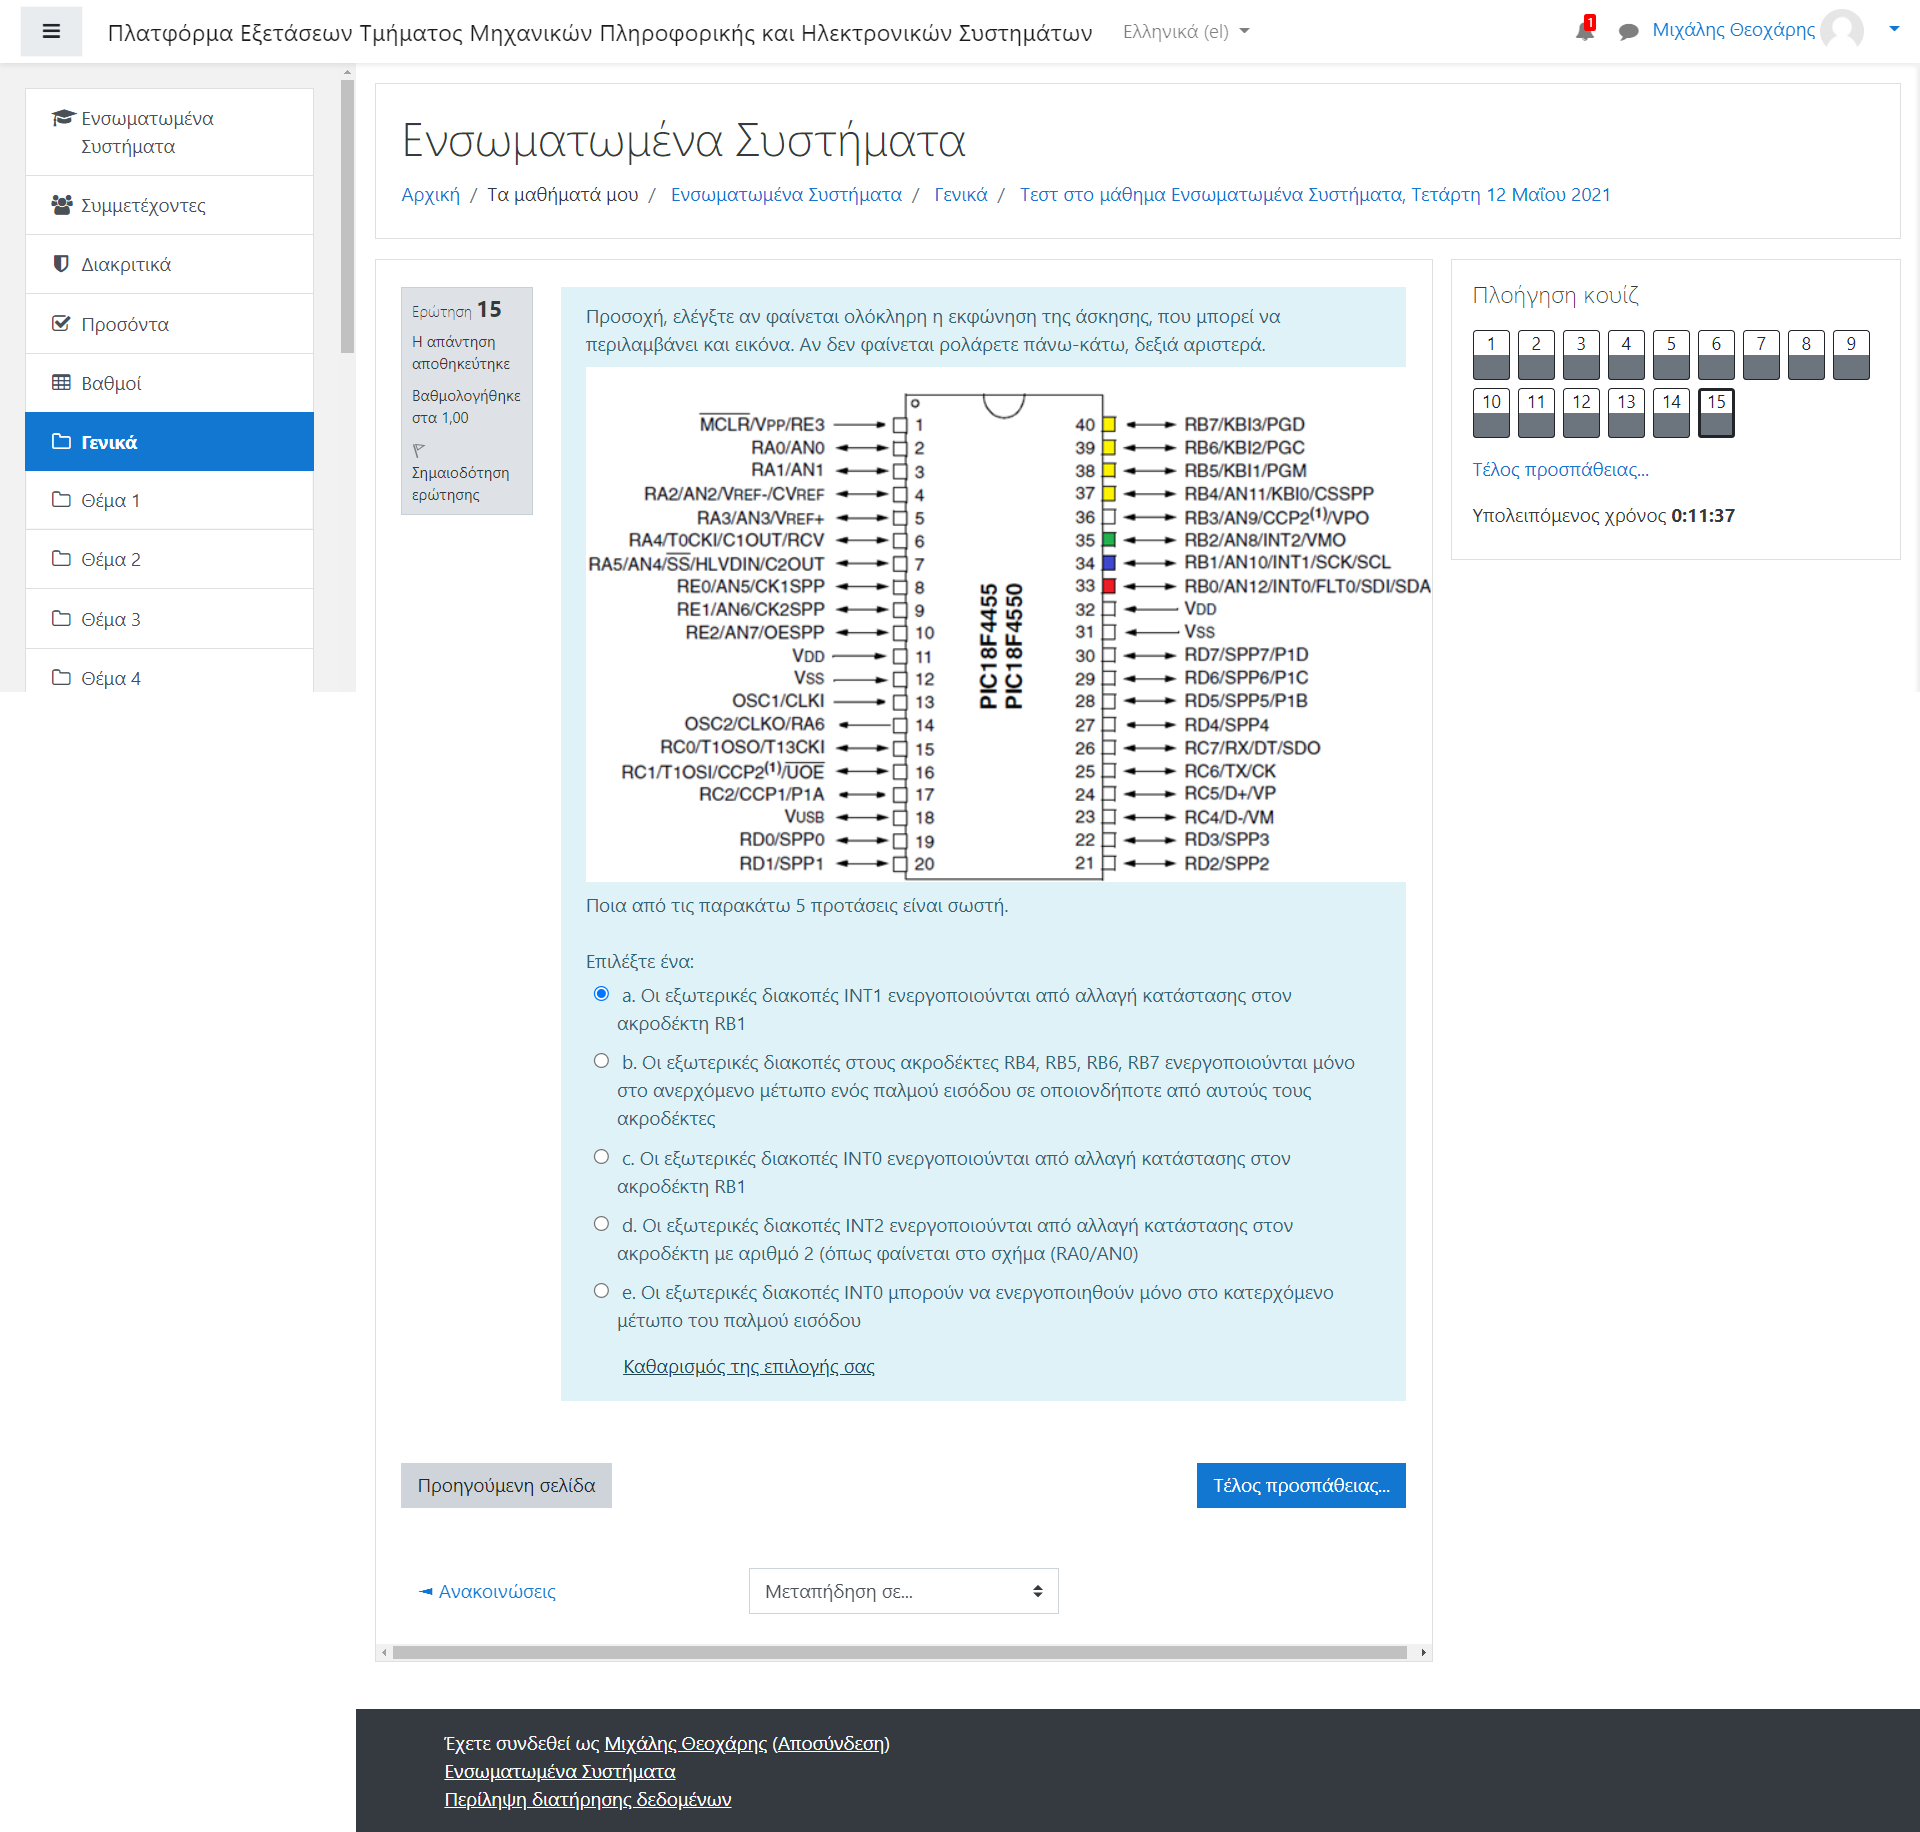 Πλατφόρμα Εξετάσεων Τμήματος Μηχανικών Πληροφορικής και Ηλεκτρονικών Συστημάτων
Ελληνικά (el)
1
Μιχάλης Θεοχάρης
Ενσωματωμένα
Συστήματα
Συμμετέχοντες
Διακριτικά
Προσόντα
Βαθμοί
Γενικά
Θέμα 1
Θέμα 2
Θέμα 3
Θέμα 4
Ενσωματωμένα Συστήματα
Αρχική / Τα μαθήματά μου / Ενσωματωμένα Συστήματα / Γενικά / Τεστ στο μάθημα Ενσωματωμένα Συστήματα, Τετάρτη 12 Μαΐου 2021
Ερώτηση 15
Η απάντηση
αποθηκεύτηκε
Βαθμολογήθηκε
στα 1,00
Σημαιοδότηση
ερώτησης
Προσοχή, ελέγξτε αν φαίνεται ολόκληρη η εκφώνηση της άσκησης, που μπορεί να
περιλαμβάνει και εικόνα. Αν δεν φαίνεται ρολάρετε πάνω-κάτω, δεξιά αριστερά.
MCLR/VPP/RE3 1 40 RB7/KBI3/PGD
RA0/AN0 2 39 RB6/KBI2/PGC
RA1/AN1 3 38 RB5/KBI1/PGM
RA2/AN2/VREF-/CVREF 4 37 RB4/AN11/KBI0/CSSPP
RA3/AN3/VREF+ 5 36 RB3/AN9/CCP2(1)/VPO
RA4/T0CKI/C1OUT/RCV 6 35 RB2/AN8/INT2/VMO
RA5/AN4/SS/HLVDIN/C2OUT 7 34 RB1/AN10/INT1/SCK/SCL
RE0/AN5/CK1SPP 8 33 RB0/AN12/INT0/FLT0/SDI/SDA
RE1/AN6/CK2SPP 9 32 VDD
RE2/AN7/OESPP 10 31 VSS
VDD 11 30 RD7/SPP7/P1D
VSS 12 29 RD6/SPP6/P1C
OSC1/CLKI 13 28 RD5/SPP5/P1B
OSC2/CLKO/RA6 14 27 RD4/SPP4
RC0/T1OSO/T13CKI 15 26 RC7/RX/DT/SDO
RC1/T1OSI/CCP2(1)/UOE 16 25 RC6/TX/CK
RC2/CCP1/P1A 17 24 RC5/D+/VP
VUSB 18 23 RC4/D-/VM
RD0/SPP0 19 22 RD3/SPP3
RD1/SPP1 20 21 RD2/SPP2
PIC18F4455
PIC18F4550
Ποια από τις παρακάτω 5 προτάσεις είναι σωστή.
Επιλέξτε ένα:
a. Οι εξωτερικές διακοπές INT1 ενεργοποιούνται από αλλαγή κατάστασης στον
ακροδέκτη RB1
b. Οι εξωτερικές διακοπές στους ακροδέκτες RB4, RB5, RB6, RB7 ενεργοποιούνται μόνο
στο ανερχόμενο μέτωπο ενός παλμού εισόδου σε οποιονδήποτε από αυτούς τους
ακροδέκτες
c. Οι εξωτερικές διακοπές INT0 ενεργοποιούνται από αλλαγή κατάστασης στον
ακροδέκτη RB1
d. Οι εξωτερικές διακοπές INT2 ενεργοποιούνται από αλλαγή κατάστασης στον
ακροδέκτη με αριθμό 2 (όπως φαίνεται στο σχήμα (RA0/AN0)
e. Οι εξωτερικές διακοπές INT0 μπορούν να ενεργοποιηθούν μόνο στο κατερχόμενο
μέτωπο του παλμού εισόδου
Καθαρισμός της επιλογής σας
Προηγούμενη σελίδα
Τέλος προσπάθειας...
◄ Ανακοινώσεις
Μεταπήδηση σε...
Πλοήγηση κουίζ
1 2 3 4 5 6 7 8 9
10 11 12 13 14 15
Τέλος προσπάθειας...
Υπολειπόμενος χρόνος 0:11:37
Έχετε συνδεθεί ως Μιχάλης Θεοχάρης (Αποσύνδεση)
Ενσωματωμένα Συστήματα
Περίληψη διατήρησης δεδομένων